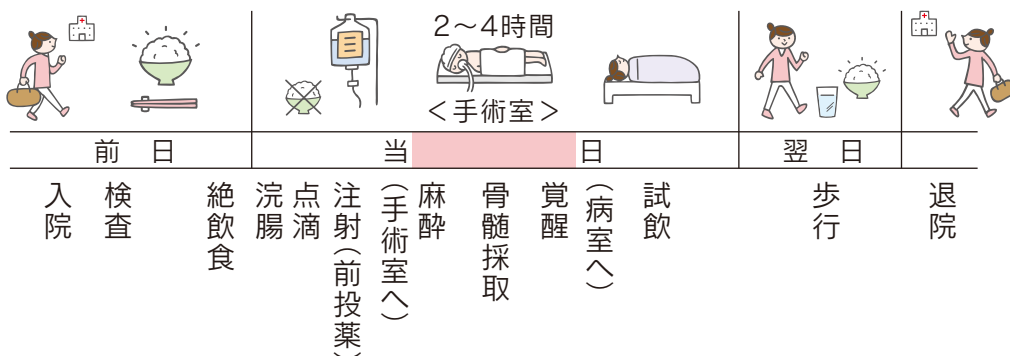 2〜4時間
＜手術室＞
前 日
当 日
翌 日
入院
検査
絶飲食
浣腸
点滴
注射（前投薬）
（手術室へ）
麻酔
骨髄採取
覚醒
（病室へ）
試飲
歩行
退院